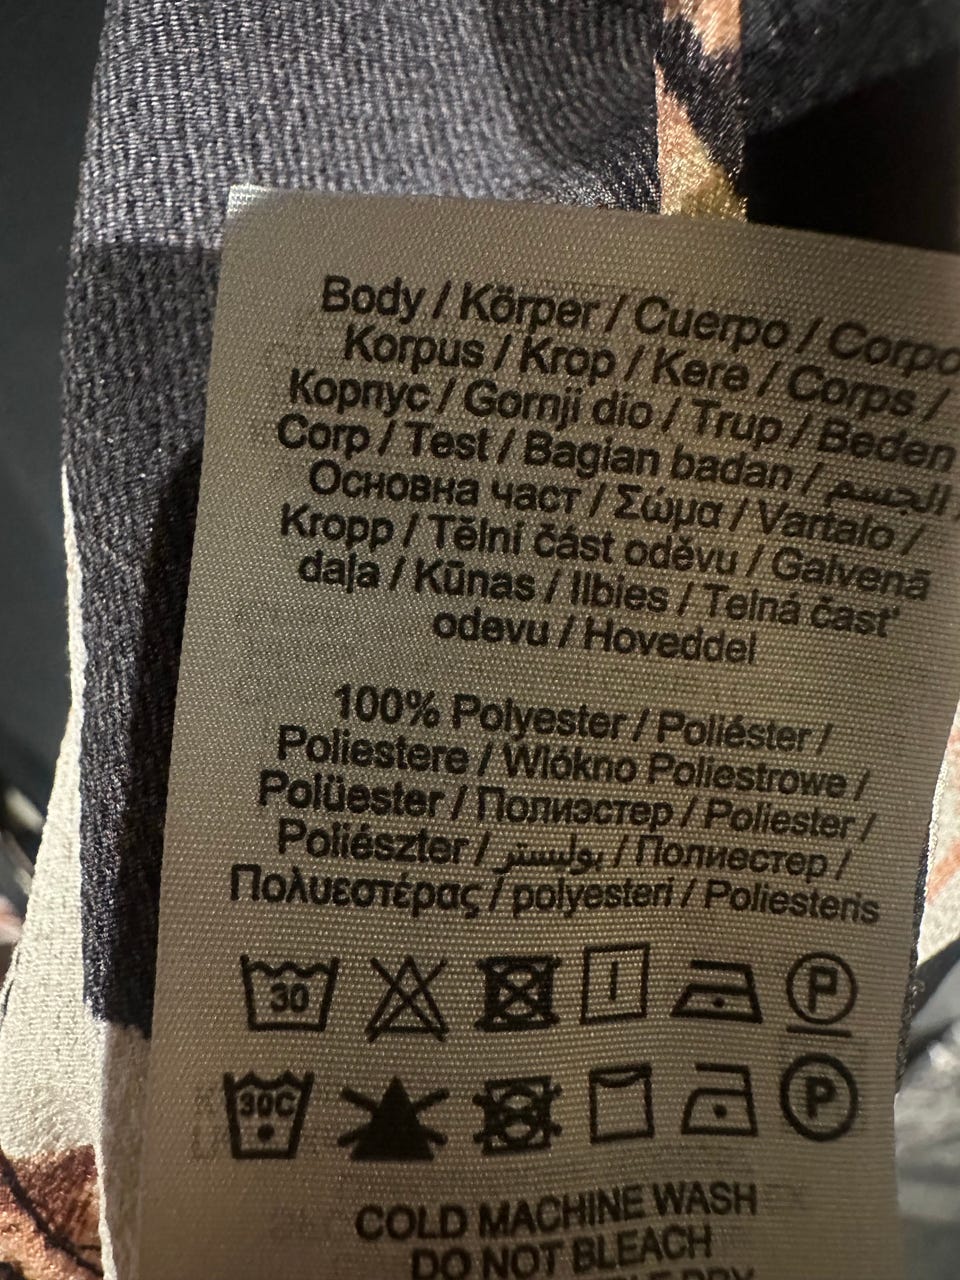 Body / Körper / Cuerpo / Corpo
Korpus / Krop / Kere / Corps /
Корпус / Gornji dio / Trup / Beden
Corp / Test / Bagian badan / الجسم /
Основна част / Σώμα / Vartalo /
Kropp / Tělní část oděvu / Galvenā
daļa / Kūnas / Ilbies / Telná časť
odevu / Hoveddel
100% Polyester / Poliéster /
Poliestere / Wlókno Poliestrowe /
Polüester / Полиэстер / Poliester /
Poliészter / بوليستر / Полиестер /
Πολυεστέρας / polyesteri / Poliesteris
30 P
30C P
COLD MACHINE WASH
DO NOT BLEACH
DRY